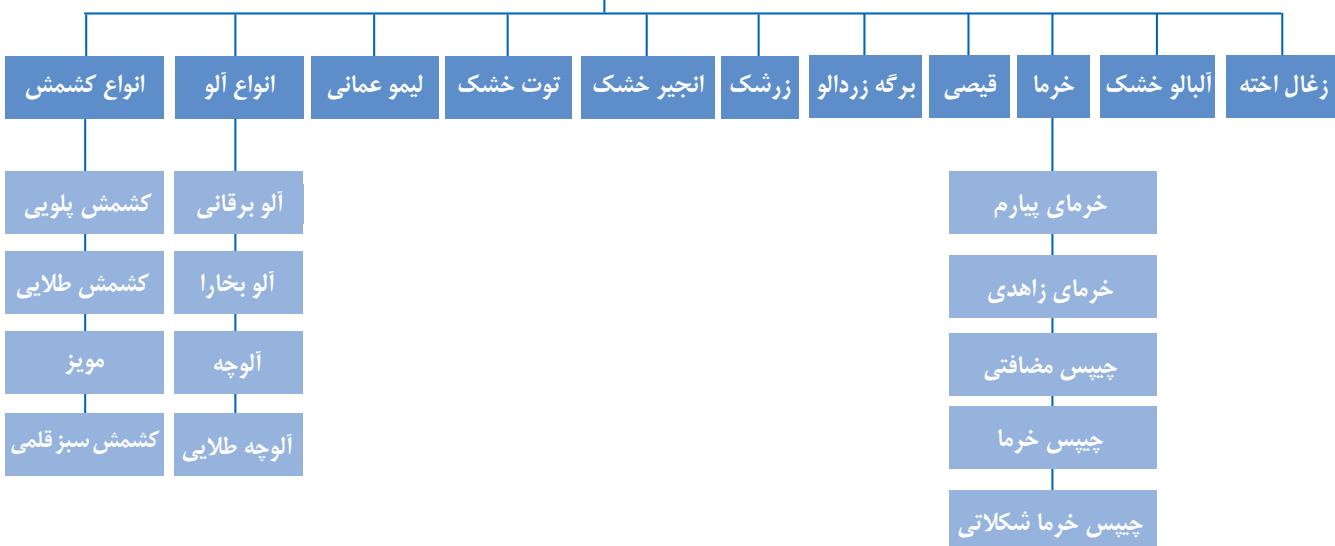 زغال اخته
آلبالو خشک
خرما
قیصی
برگه زردالو
زرشک
انجیر خشک
توت خشک
لیمو عمانی
انواع آلو
انواع کشمش
خرمای پیارم
خرمای زاهدی
چیپس مضافتی
چیپس خرما
چیپس خرما شکلاتی
آلو برقانی
آلو بخارا
آلوچه
آلوچه طلایی
کشمش پلویی
کشمش طلایی
مویز
کشمش سبز قلمی